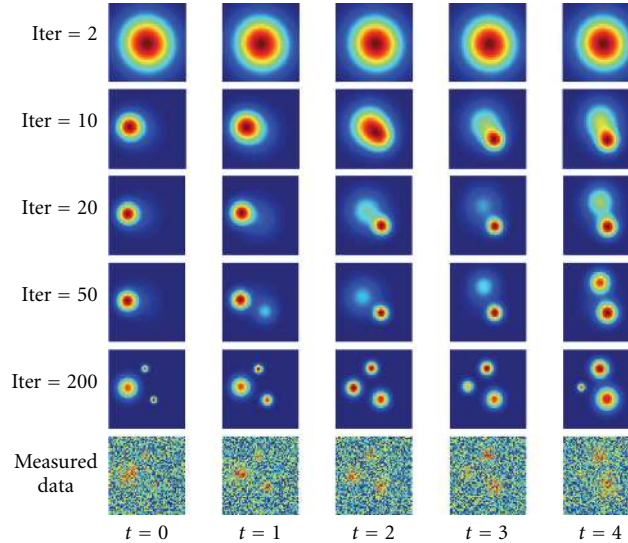 Iter = 2
Iter = 10
Iter = 20
Iter = 50
Iter = 200
Measured
data
t = 0
t = 1
t = 2
t = 3
t = 4